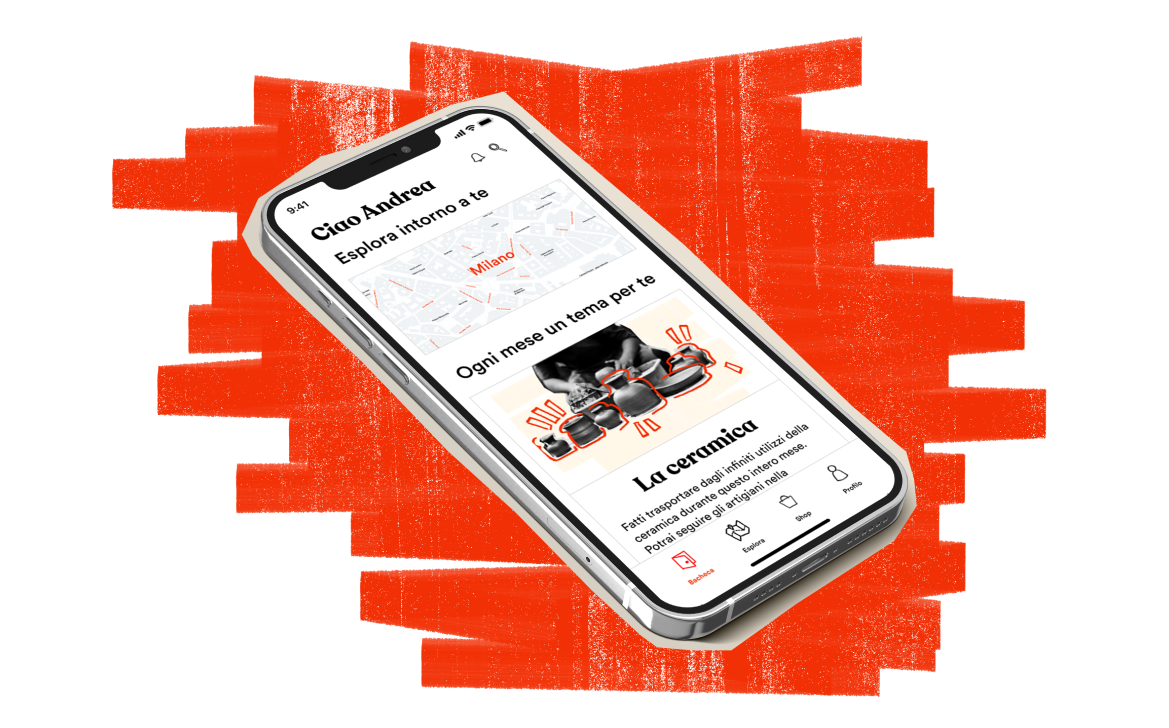 9:41
Ciao Andrea
Esplora intorno a te
Milano
Ogni mese un tema per te
La ceramica
Fatti trasportare dagli infiniti utilizzi della
ceramica durante questo intero mese.
Potrai seguire gli artigiani nella
Bacheca
Esplora
Shop
Profilo